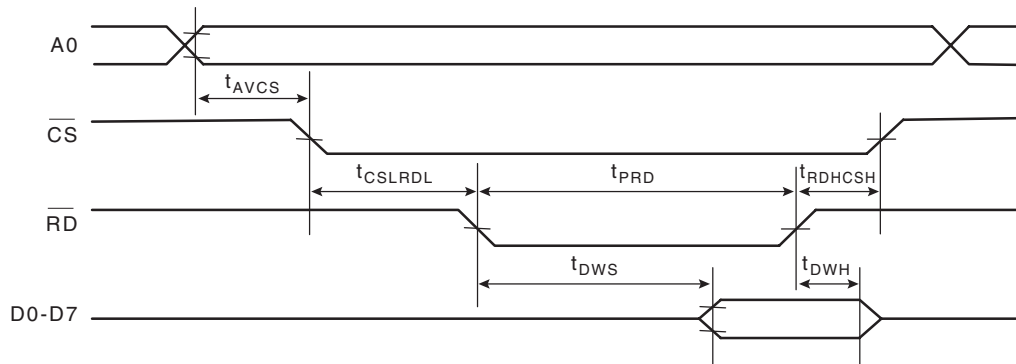 A0
tAVCS
CS
tCSLRDL tPRD tRDHCSH
RD
tDWS tDWH
D0-D7